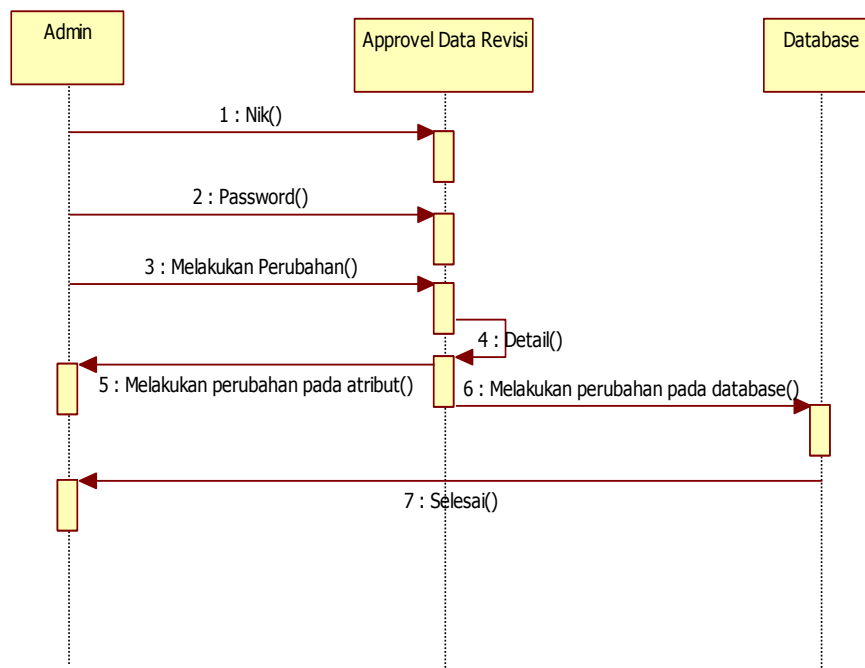 Admin
Approvel Data Revisi
Database
1 : Nik()
2 : Password()
3 : Melakukan Perubahan()
4 : Detail()
5 : Melakukan perubahan pada atribut()
6 : Melakukan perubahan pada database()
7 : Selesai()